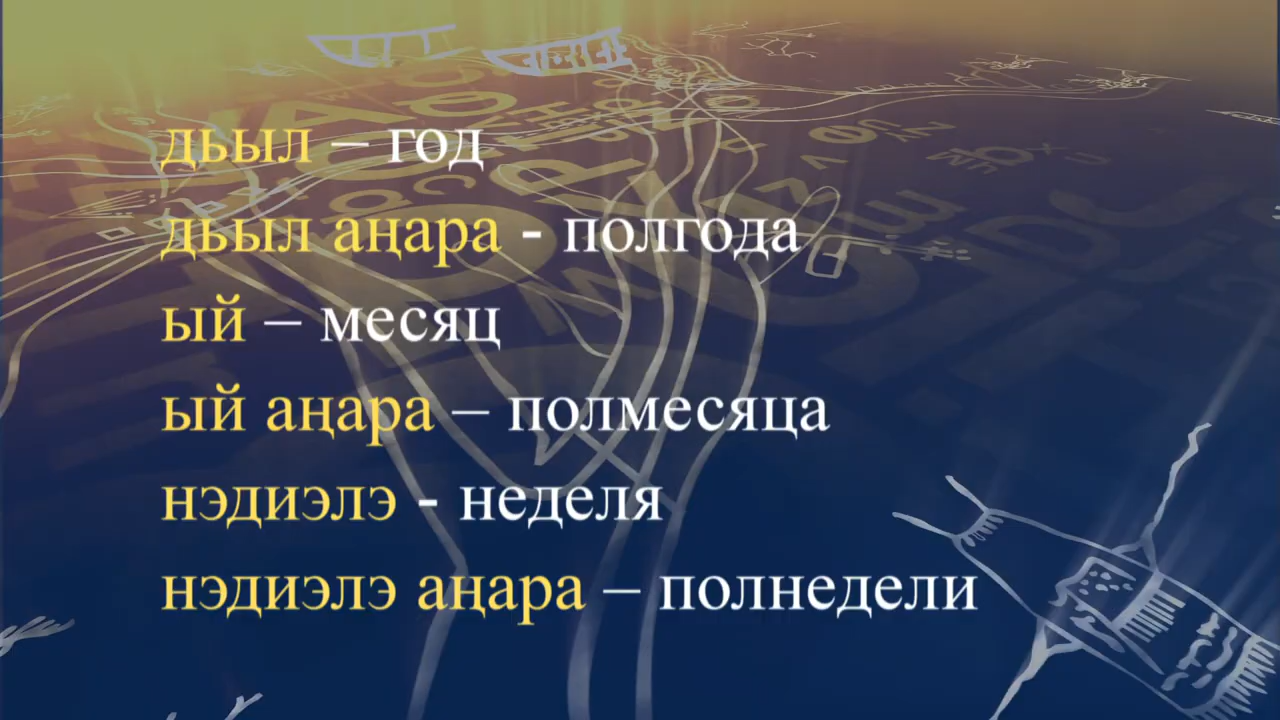 дьыл – год
дьыл аҥара - полгода
ый – месяц
ый аҥара – полмесяца
нэдиэлэ - неделя
нэдиэлэ аҥара – полнедели